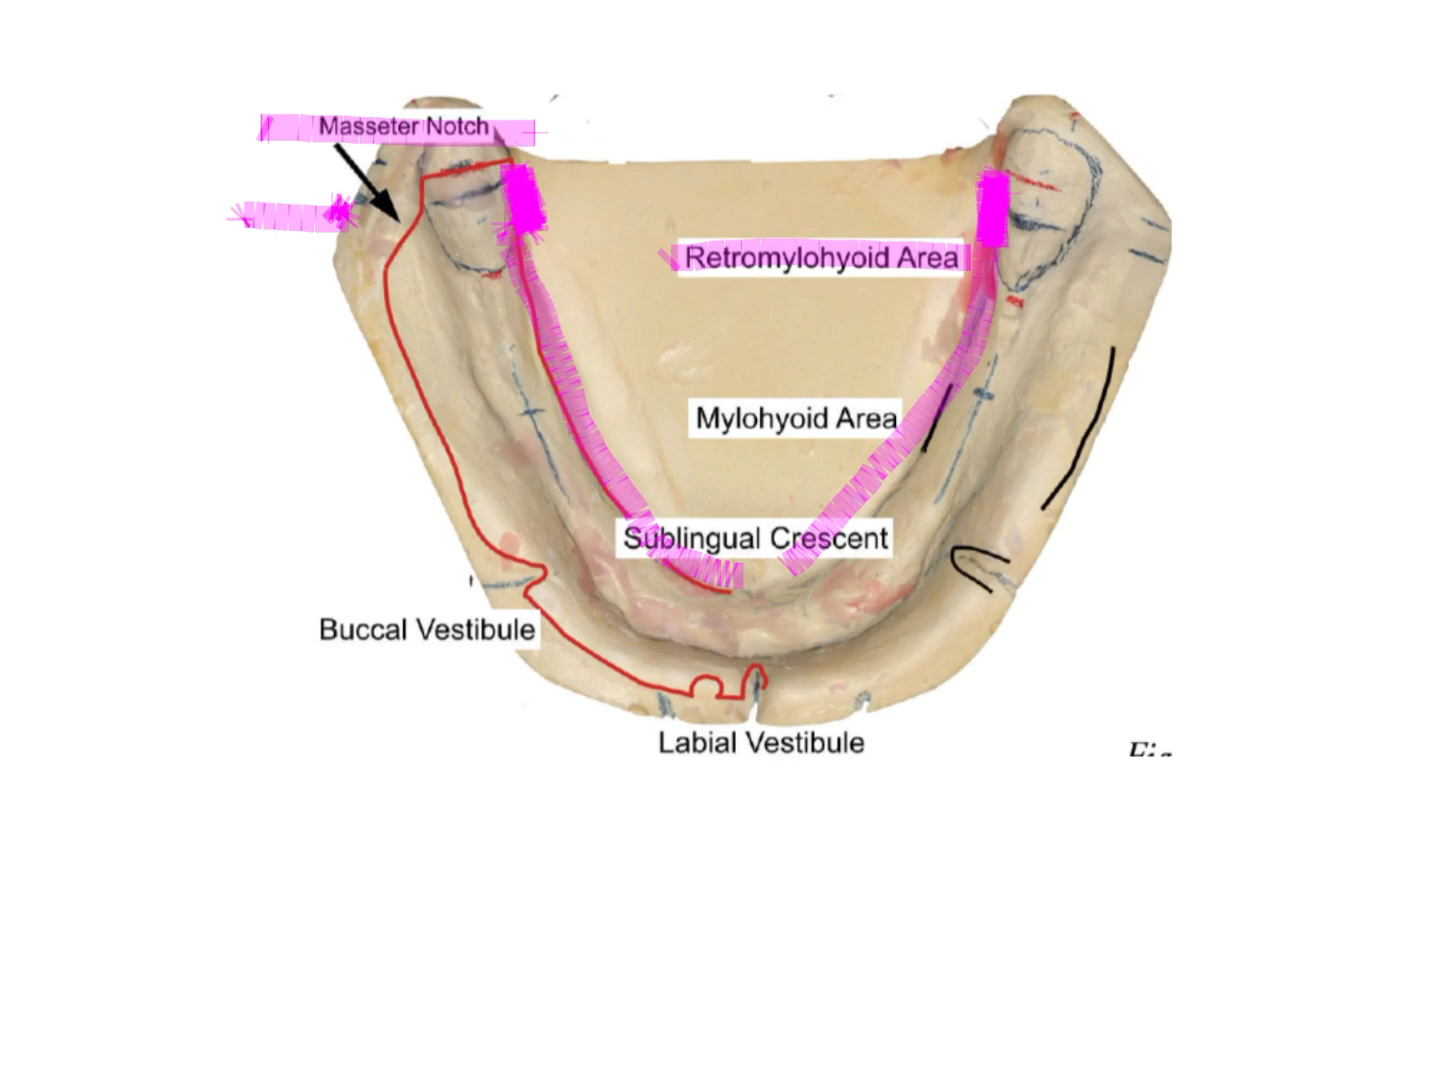 Masseter Notch
Retromylohyoid Area
Mylohyoid Area
Sublingual Crescent
Buccal Vestibule
Labial Vestibule